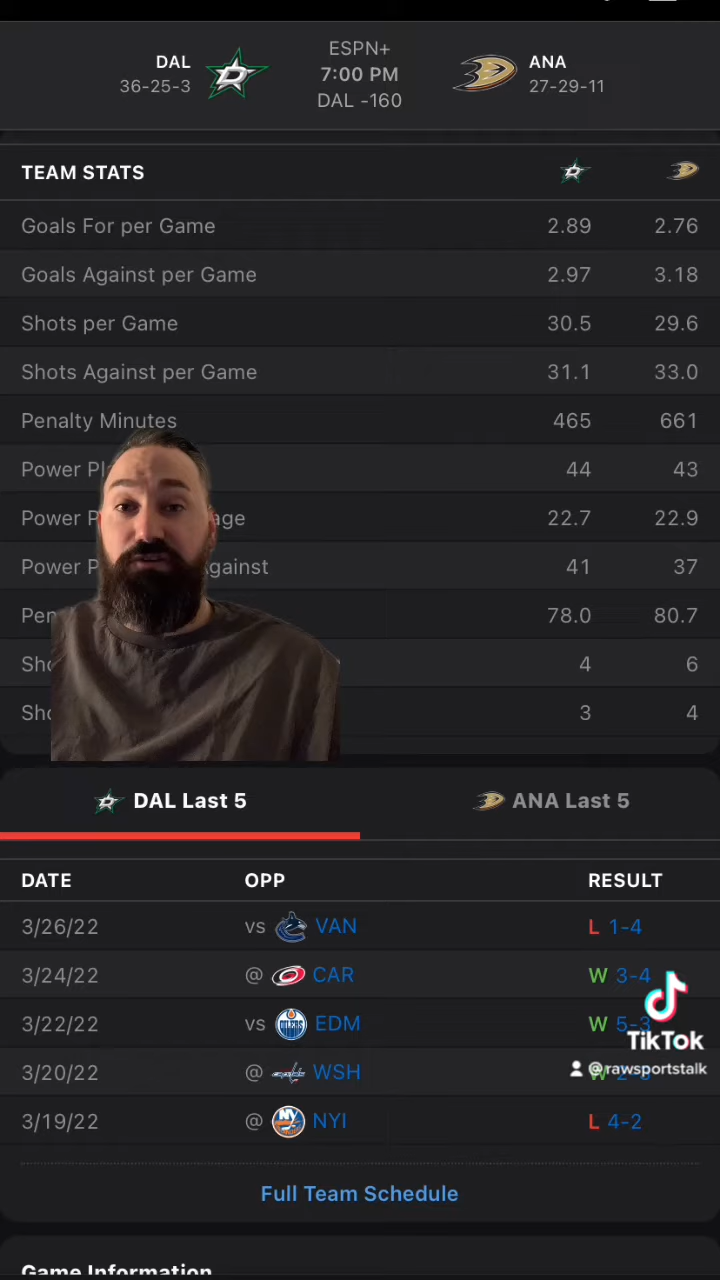 ESPN+
DAL ANA
36-25-3 7:00 PM 27-29-11
DAL -160
TEAM STATS
Goals For per Game 2.89 2.76
Goals Against per Game 2.97 3.18
Shots per Game 30.5 29.6
Shots Against per Game 31.1 33.0
Penalty Minutes 465 661
Power Pl 44 43
Power P age 22.7 22.9
Power P gainst 41 37
Pen 78.0 80.7
Sho 4 6
Sho 3 4
DAL Last 5 ANA Last 5
DATE OPP RESULT
3/26/22 vs VAN L 1-4
3/24/22 @ CAR W 3-4
3/22/22 vs EDM W 5-3
TikTok
3/20/22 @ WSH W
@rawsportstalk
3/19/22 @ NYI L 4-2
Full Team Schedule
Game Information